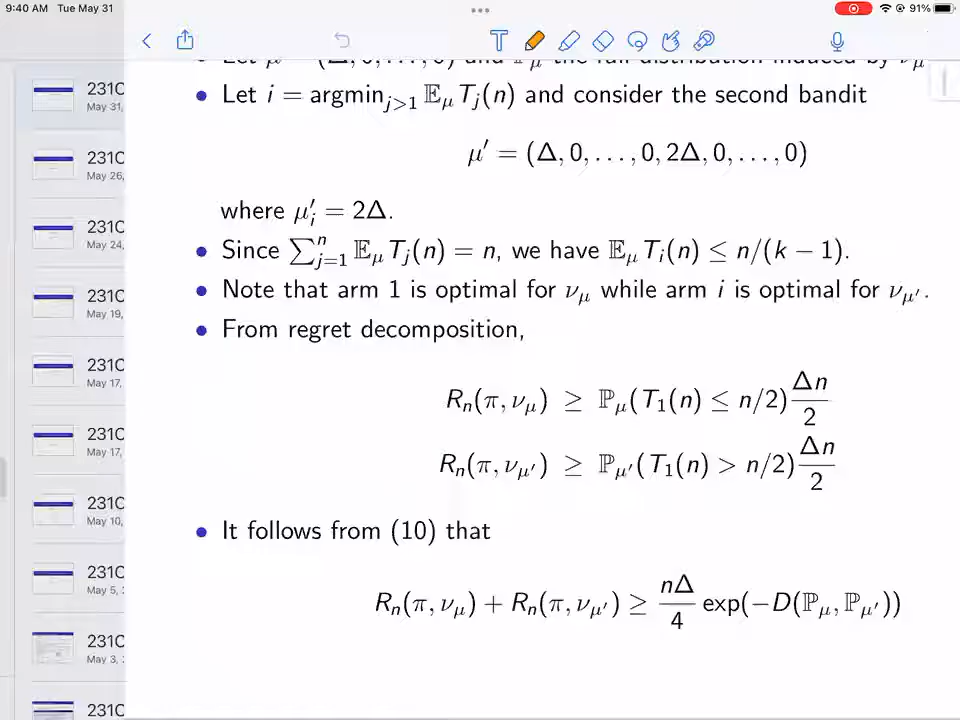 9:40 AM Tue May 31
91%
231C
May 31,
231C
May 26,
231C
May 24,
231C
May 19,
231C
May 17,
231C
May 17,
231C
May 10,
231C
May 5, 2
231C
May 3, 2
231C
• Let i = argmin_{j>1} 𝔼_μ T_j(n) and consider the second bandit
μ′ = (Δ, 0, . . . , 0, 2Δ, 0, . . . , 0)
where μ′_i = 2Δ.
• Since ∑_{j=1}^{n} 𝔼_μ T_j(n) = n, we have 𝔼_μ T_i(n) ≤ n/(k − 1).
• Note that arm 1 is optimal for ν_μ while arm i is optimal for ν_{μ′}.
• From regret decomposition,
R_n(π, ν_μ) ≥ ℙ_μ(T_1(n) ≤ n/2) Δn/2
R_n(π, ν_{μ′}) ≥ ℙ_{μ′}(T_1(n) > n/2) Δn/2
• It follows from (10) that
R_n(π, ν_μ) + R_n(π, ν_{μ′}) ≥ nΔ/4 exp(−D(ℙ_μ, ℙ_{μ′}))